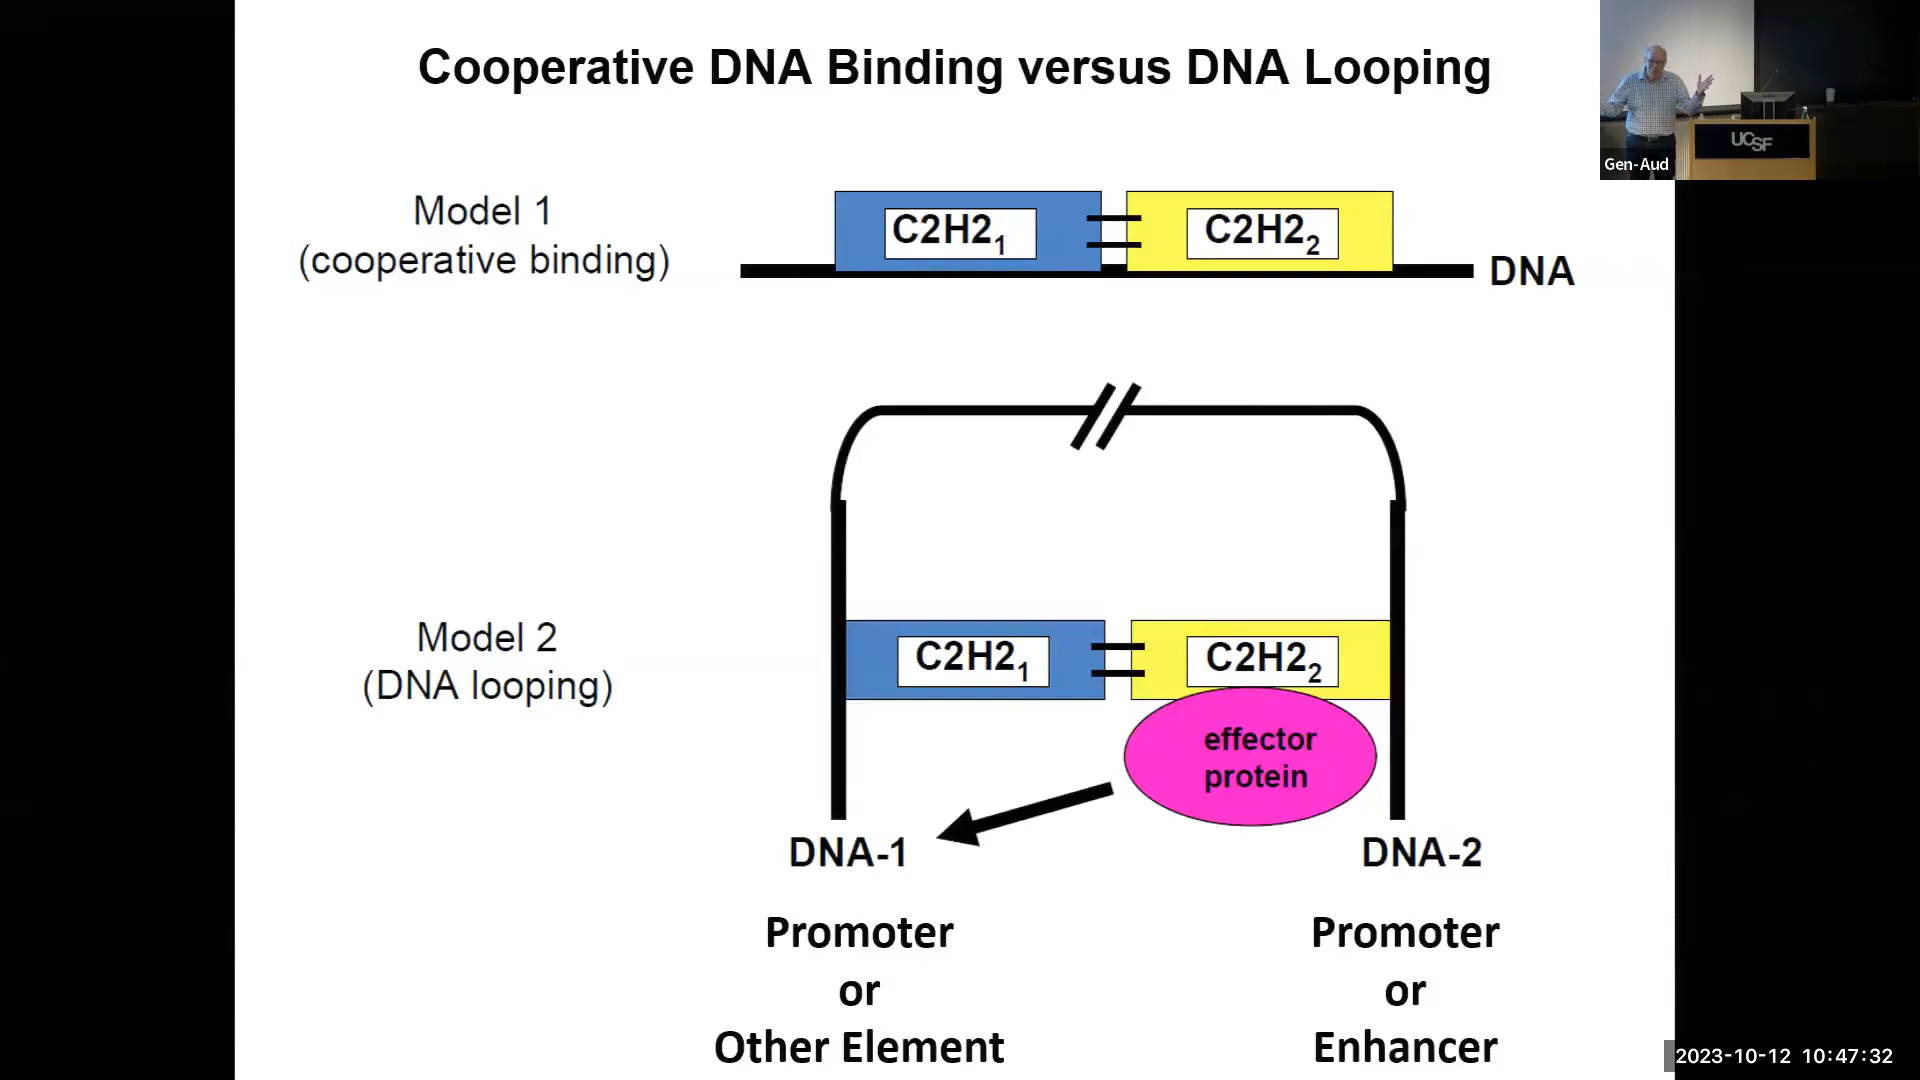 Cooperative DNA Binding versus DNA Looping
UCSF
Gen-Aud
Model 1
(cooperative binding)
C2H2₁
C2H2₂
DNA
Model 2
(DNA looping)
C2H2₁
C2H2₂
effector
protein
DNA-1
DNA-2
Promoter
or
Other Element
Promoter
or
Enhancer
2023-10-12 10:47:32